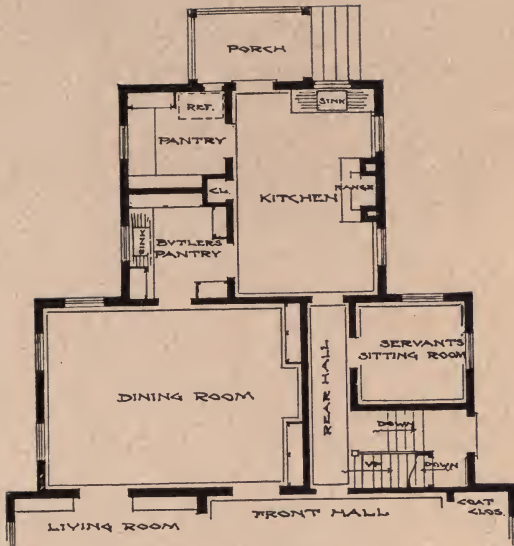 PORCH
REF.
SINK
PANTRY
CL.
KITCHEN
RANGE
SINK
BVTLERS
PANTRY
SERVANTS
SITTING ROOM
DINING ROOM
REAR HALL
DOWN
UP
DOWN
LIVING ROOM
FRONT HALL
COAT
CLOS.